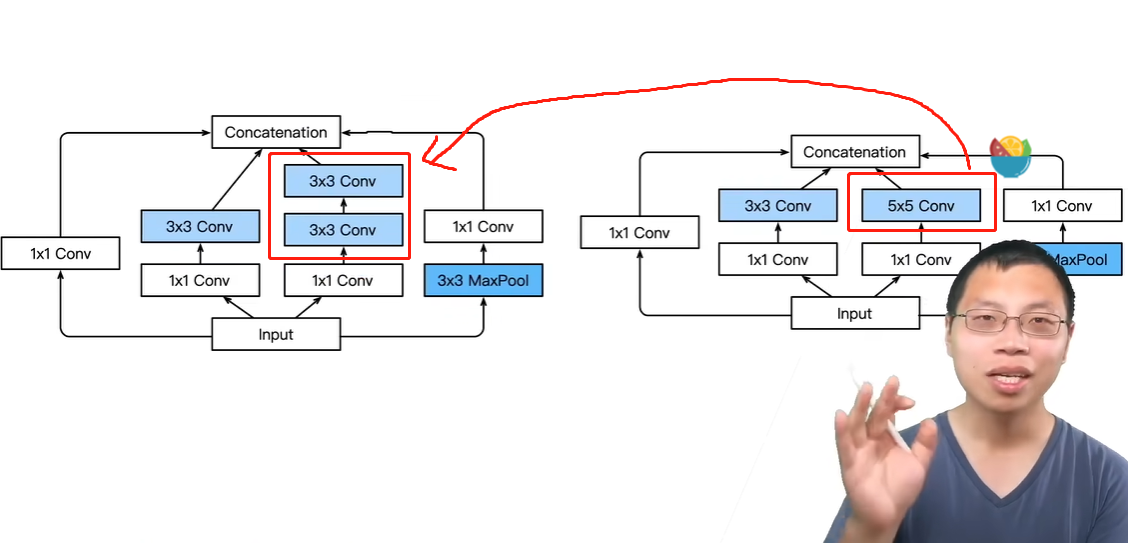 Concatenation
3x3 Conv
3x3 Conv
3x3 Conv
1x1 Conv
1x1 Conv
1x1 Conv
1x1 Conv
3x3 MaxPool
Input
Concatenation
3x3 Conv
5x5 Conv
1x1 Conv
1x1 Conv
1x1 Conv
1x1 Conv
MaxPool
Input